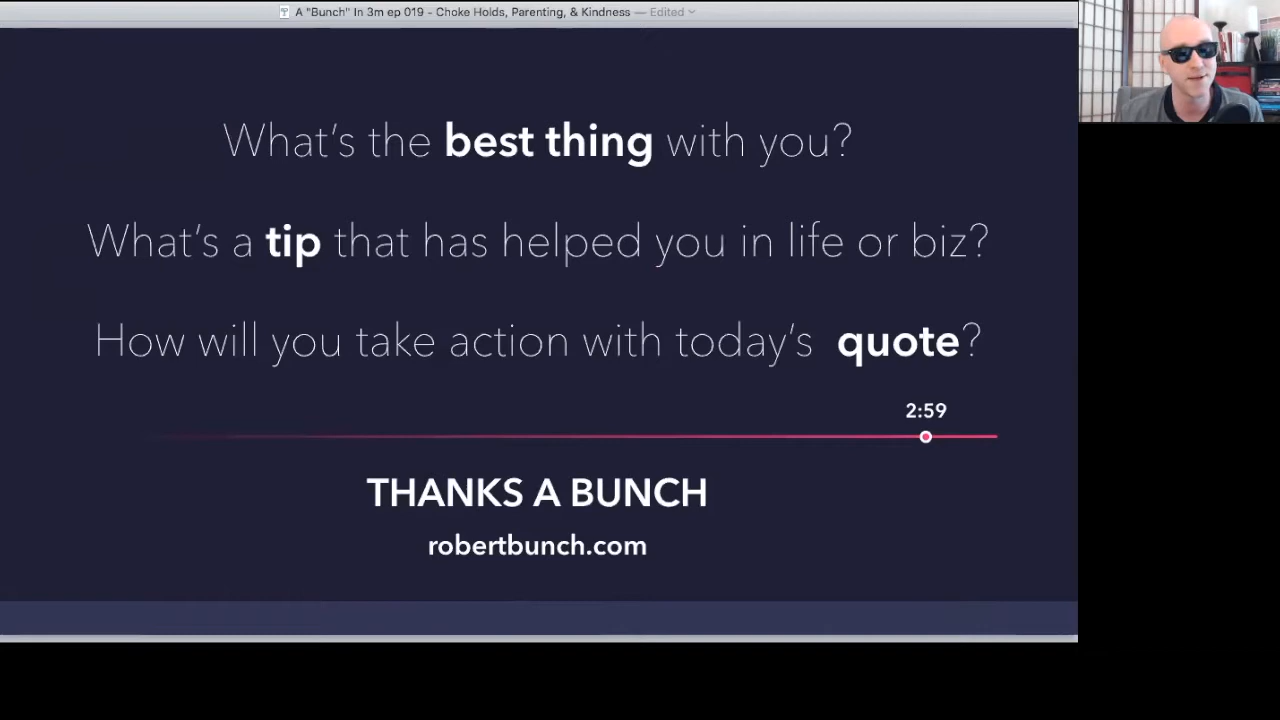 A "Bunch" In 3m ep 019 - Choke Holds, Parenting, & Kindness — Edited
What's the best thing with you?
What's a tip that has helped you in life or biz?
How will you take action with today's quote?
2:59
THANKS A BUNCH
robertbunch.com